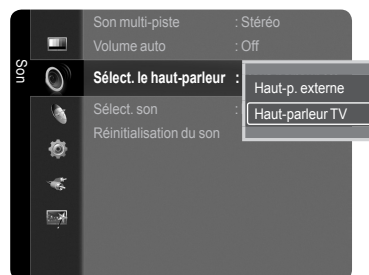 Son
Son multi-piste : Stéréo
Volume auto : Off
Sélect. le haut-parleur :
Haut-p. externe
Haut-parleur TV
Sélect. son :
Réinitialisation du son